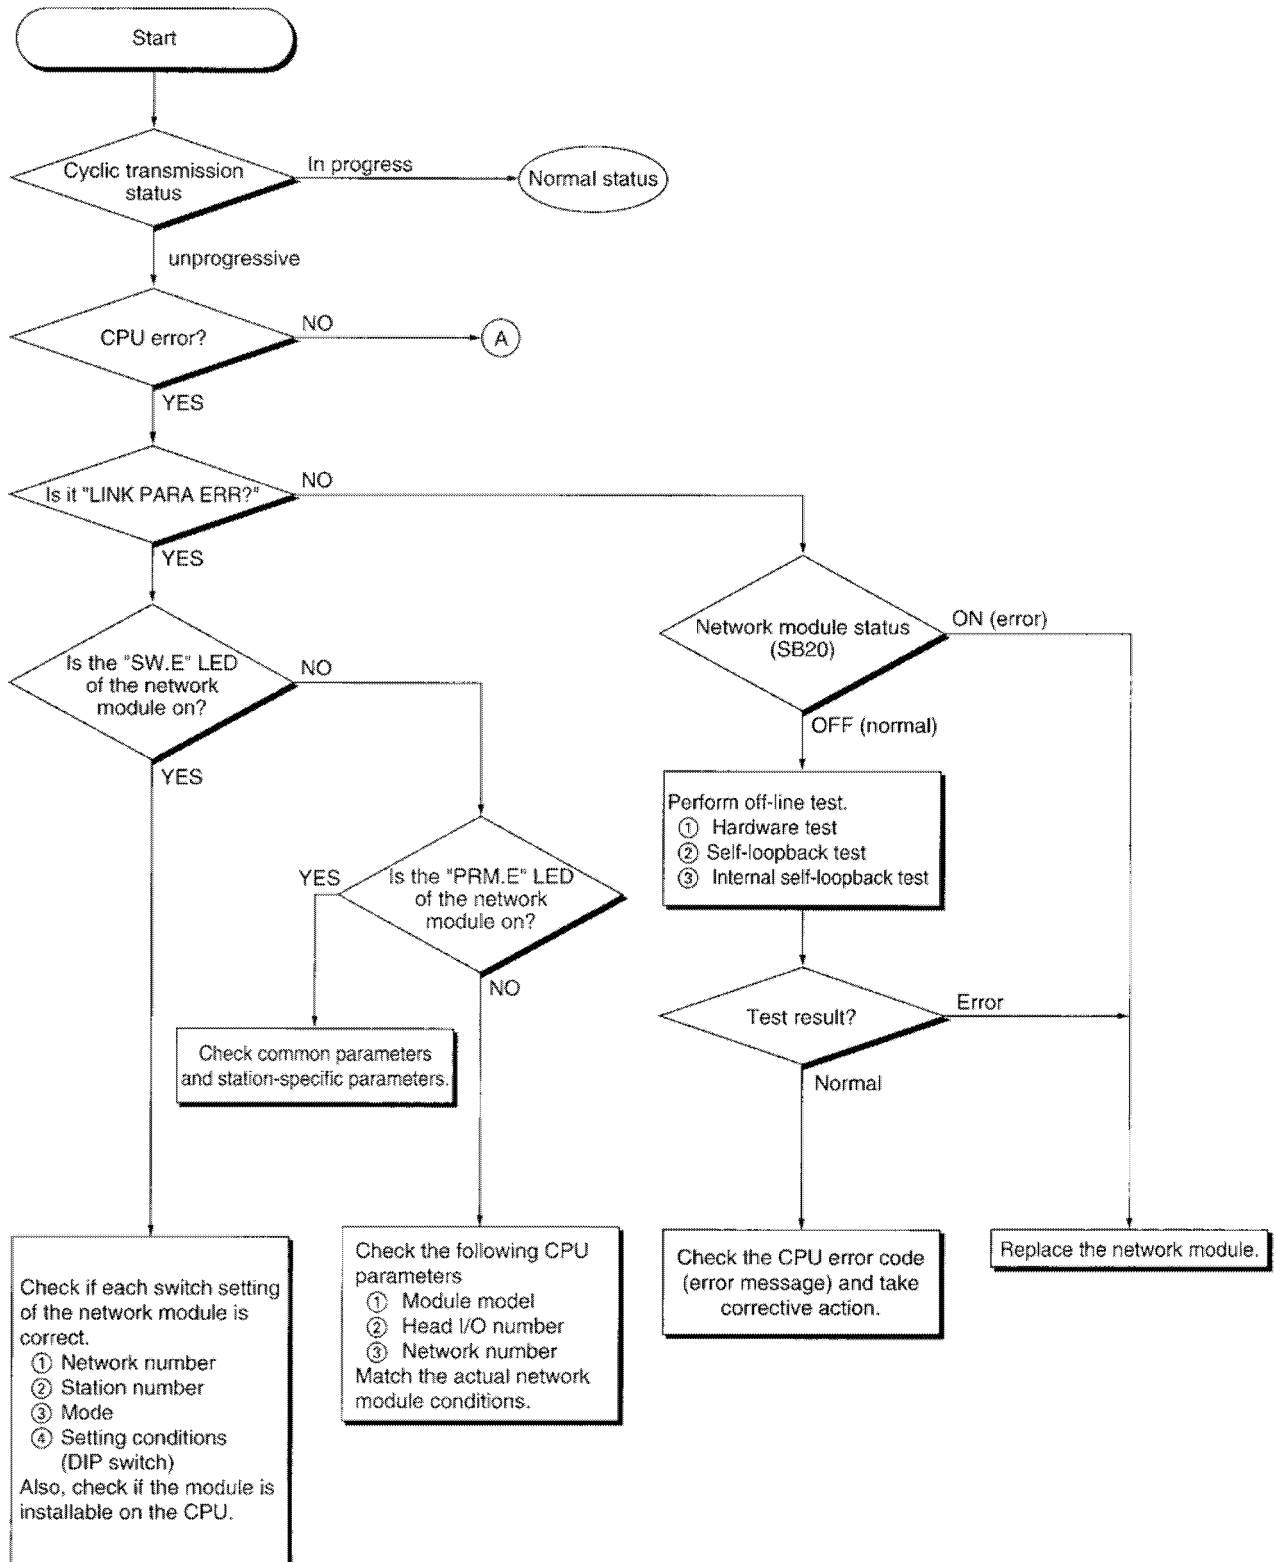 Start
Cyclic transmission
status
In progress
Normal status
unprogressive
CPU error?
NO
A
YES
Is it "LINK PARA ERR?"
NO
YES
Network module status
(SB20)
ON (error)
OFF (normal)
Is the "SW.E" LED
of the network
module on?
NO
YES
Perform off-line test.
① Hardware test
② Self-loopback test
③ Internal self-loopback test
Is the "PRM.E" LED
of the network
module on?
YES
NO
Test result?
Error
Normal
Check common parameters
and station-specific parameters.
Check if each switch setting
of the network module is
correct.
① Network number
② Station number
③ Mode
④ Setting conditions
(DIP switch)
Also, check if the module is
installable on the CPU.
Check the following CPU
parameters
① Module model
② Head I/O number
③ Network number
Match the actual network
module conditions.
Check the CPU error code
(error message) and take
corrective action.
Replace the network module.